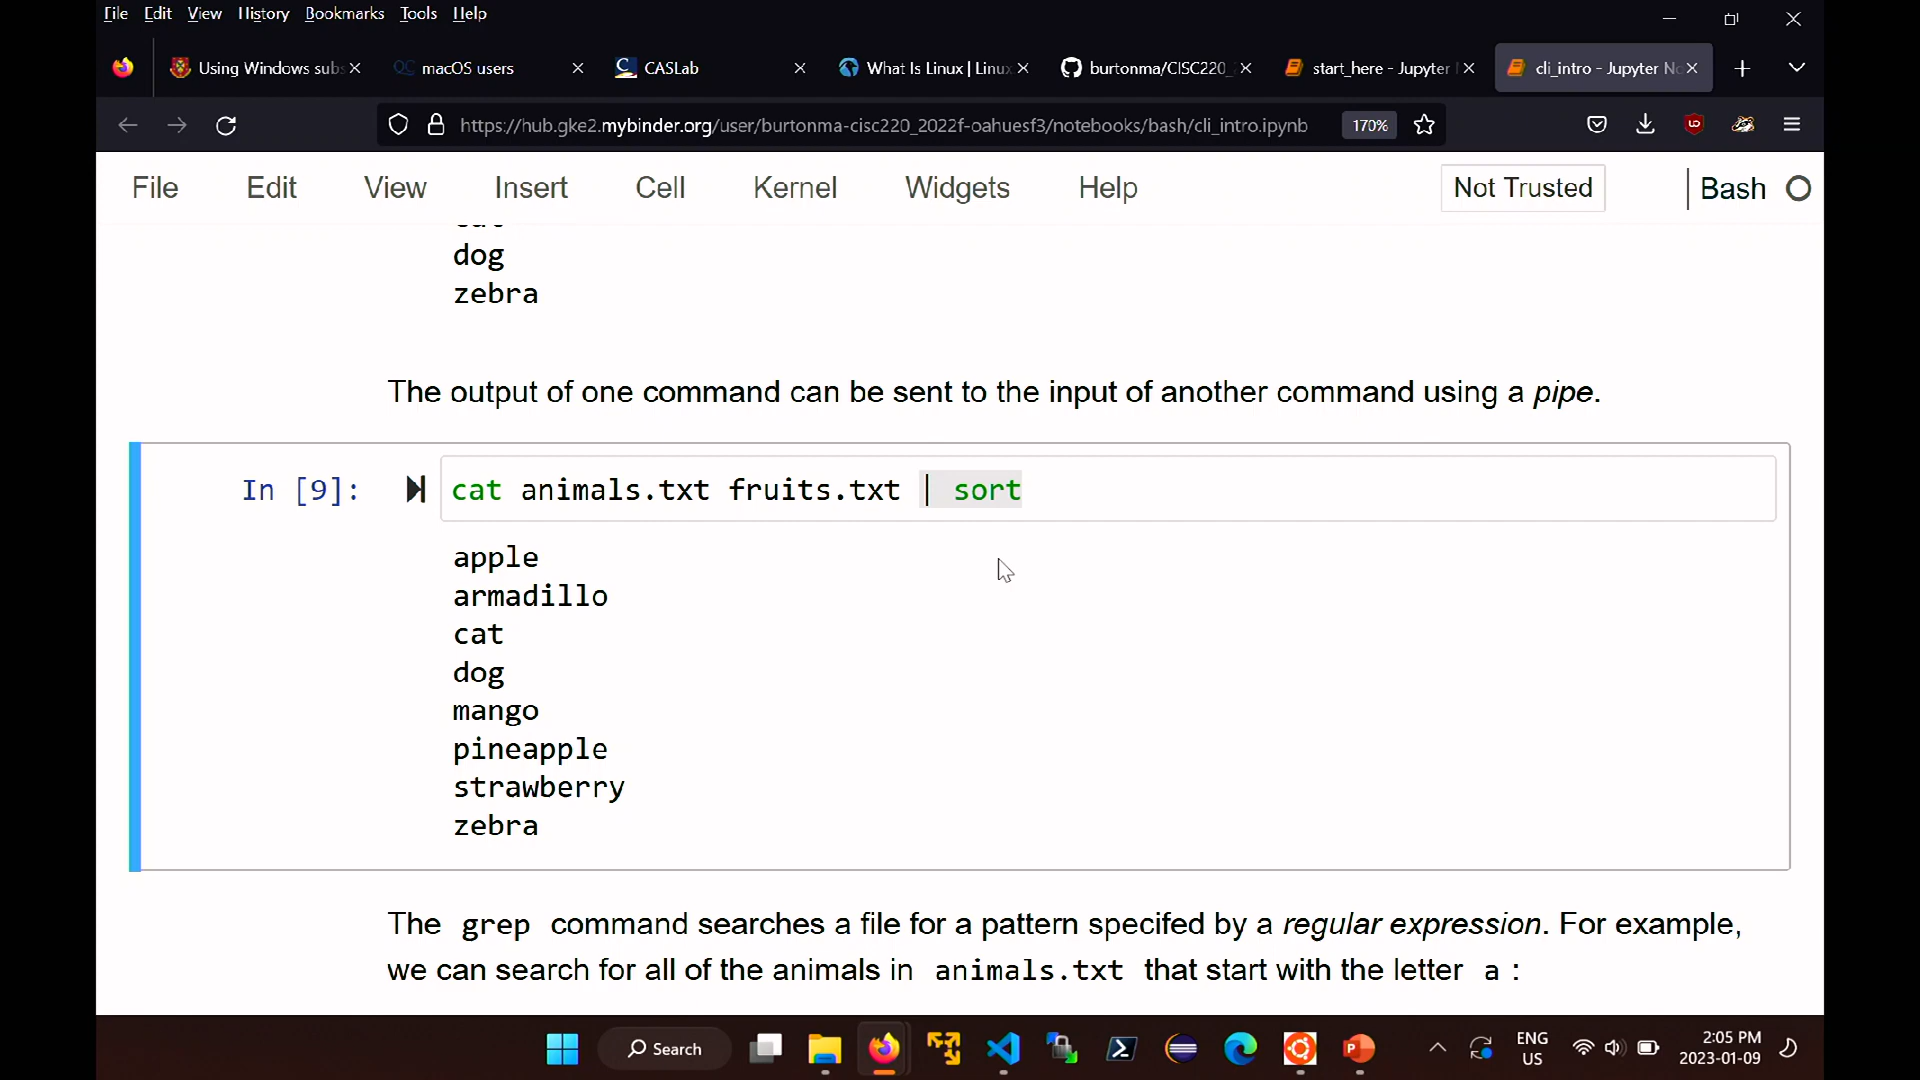 File Edit View History Bookmarks Tools Help
Using Windows subs
macOS users
CASLab
What Is Linux | Linux
burtonma/CISC220_
start_here - Jupyter N
cli_intro - Jupyter No
https://hub.gke2.mybinder.org/user/burtonma-cisc220_2022f-oahuesf3/notebooks/bash/cli_intro.ipynb 170%
File Edit View Insert Cell Kernel Widgets Help Not Trusted Bash
cat
dog
zebra
The output of one command can be sent to the input of another command using a pipe.
In [9]: cat animals.txt fruits.txt | sort
apple
armadillo
cat
dog
mango
pineapple
strawberry
zebra
The grep command searches a file for a pattern specifed by a regular expression. For example,
we can search for all of the animals in animals.txt that start with the letter a :
Search
ENG
US
2:05 PM
2023-01-09